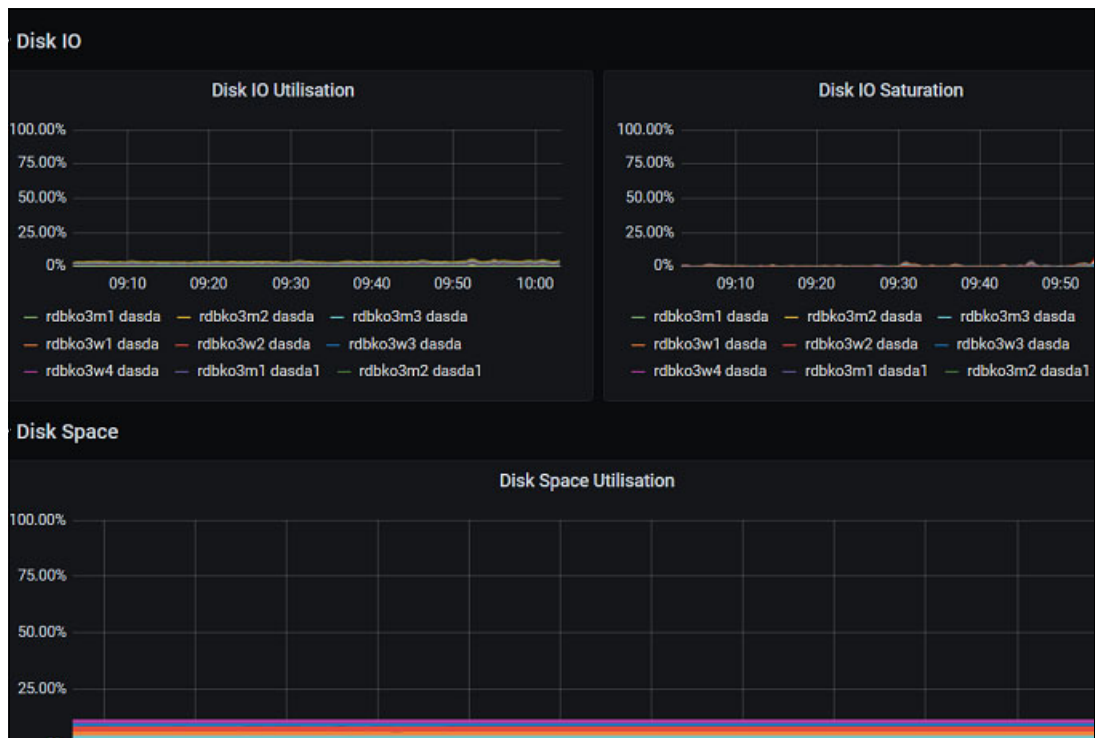 Disk IO
Disk IO Utilisation
100.00%
75.00%
50.00%
25.00%
0%
09:10 09:20 09:30 09:40 09:50 10:00
rdbko3m1 dasda rdbko3m2 dasda rdbko3m3 dasda
rdbko3w1 dasda rdbko3w2 dasda rdbko3w3 dasda
rdbko3w4 dasda rdbko3m1 dasda1 rdbko3m2 dasda1
Disk IO Saturation
100.00%
75.00%
50.00%
25.00%
0%
09:10 09:20 09:30 09:40 09:50
rdbko3m1 dasda rdbko3m2 dasda rdbko3m3 dasda
rdbko3w1 dasda rdbko3w2 dasda rdbko3w3 dasda
rdbko3w4 dasda rdbko3m1 dasda1 rdbko3m2 dasda1
Disk Space
Disk Space Utilisation
100.00%
75.00%
50.00%
25.00%